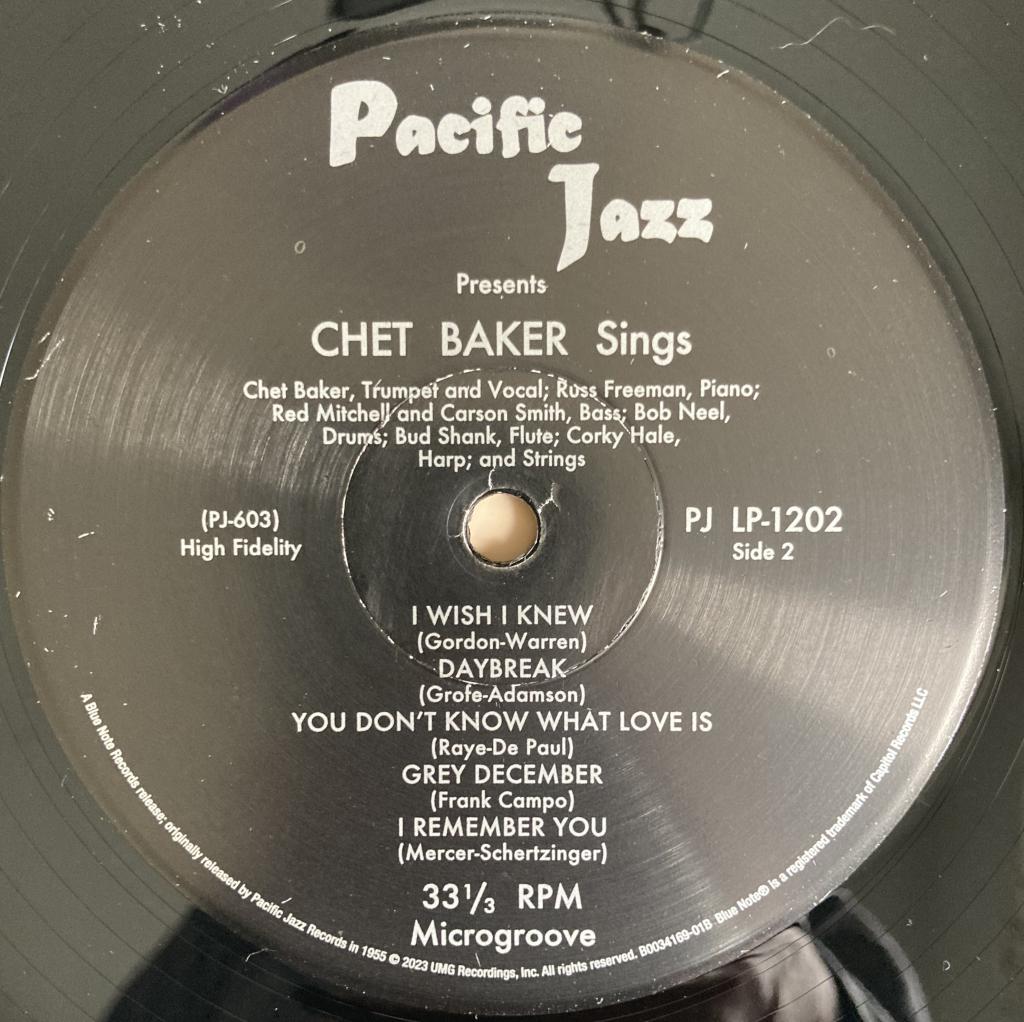 Pacific
Jazz
Presents
CHET BAKER Sings
Chet Baker, Trumpet and Vocal; Russ Freeman, Piano;
Red Mitchell and Carson Smith, Bass; Bob Neel,
Drums; Bud Shank, Flute; Corky Hale,
Harp; and Strings
(PJ-603)
High Fidelity
PJ LP-1202
Side 2
I WISH I KNEW
(Gordon-Warren)
DAYBREAK
(Grofe-Adamson)
YOU DON'T KNOW WHAT LOVE IS
(Raye-De Paul)
GREY DECEMBER
(Frank Campo)
I REMEMBER YOU
(Mercer-Schertzinger)
33⅓ RPM
Microgroove
A Blue Note Records release; originally released by Pacific Jazz Records in 1955 © 2023 UMG Recordings, Inc. All rights reserved. B0034169-01B Blue Note® is a registered trademark of Capitol Records LLC